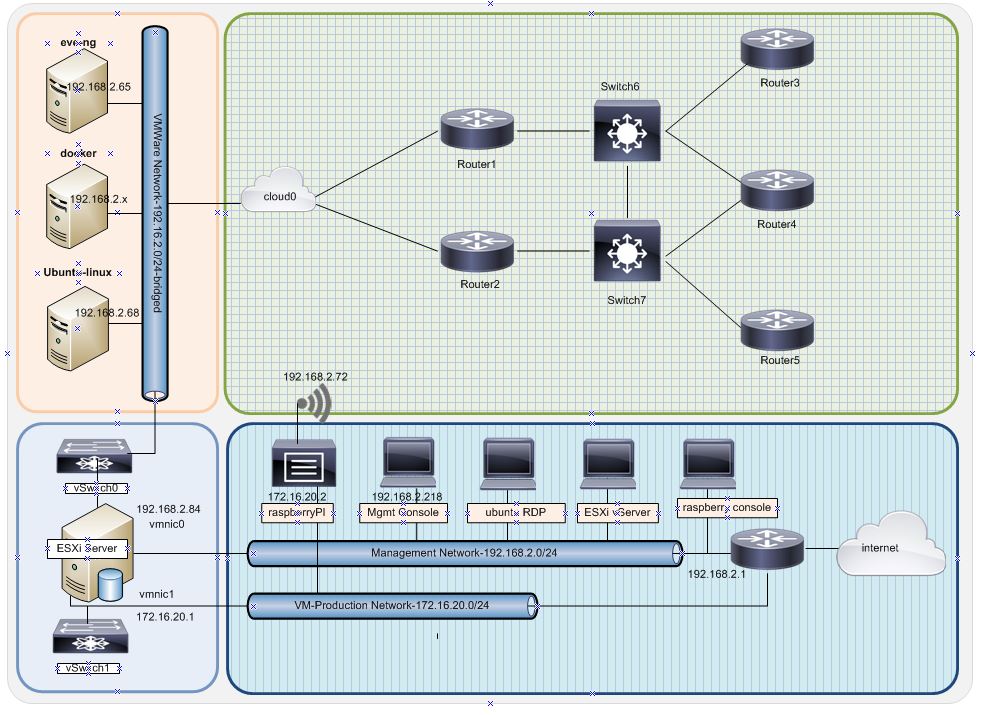 eve-ng
192.168.2.65
docker
192.168.2.x
Ubuntu-linux
192.168.2.68
VMWare Network-192.16.2.0/24-bridged
cloud0
Router1
Router2
Switch6
Switch7
Router3
Router4
Router5
vSwitch0
192.168.2.84
vmnic0
ESXi Server
vmnic1
172.16.20.1
vSwitch1
192.168.2.72
172.16.20.2
raspberryPI
192.168.2.218
Mgmt Console
ubuntu RDP
ESXi Server
raspberry console
Management Network-192.168.2.0/24
192.168.2.1
internet
VM-Production Network-172.16.20.0/24